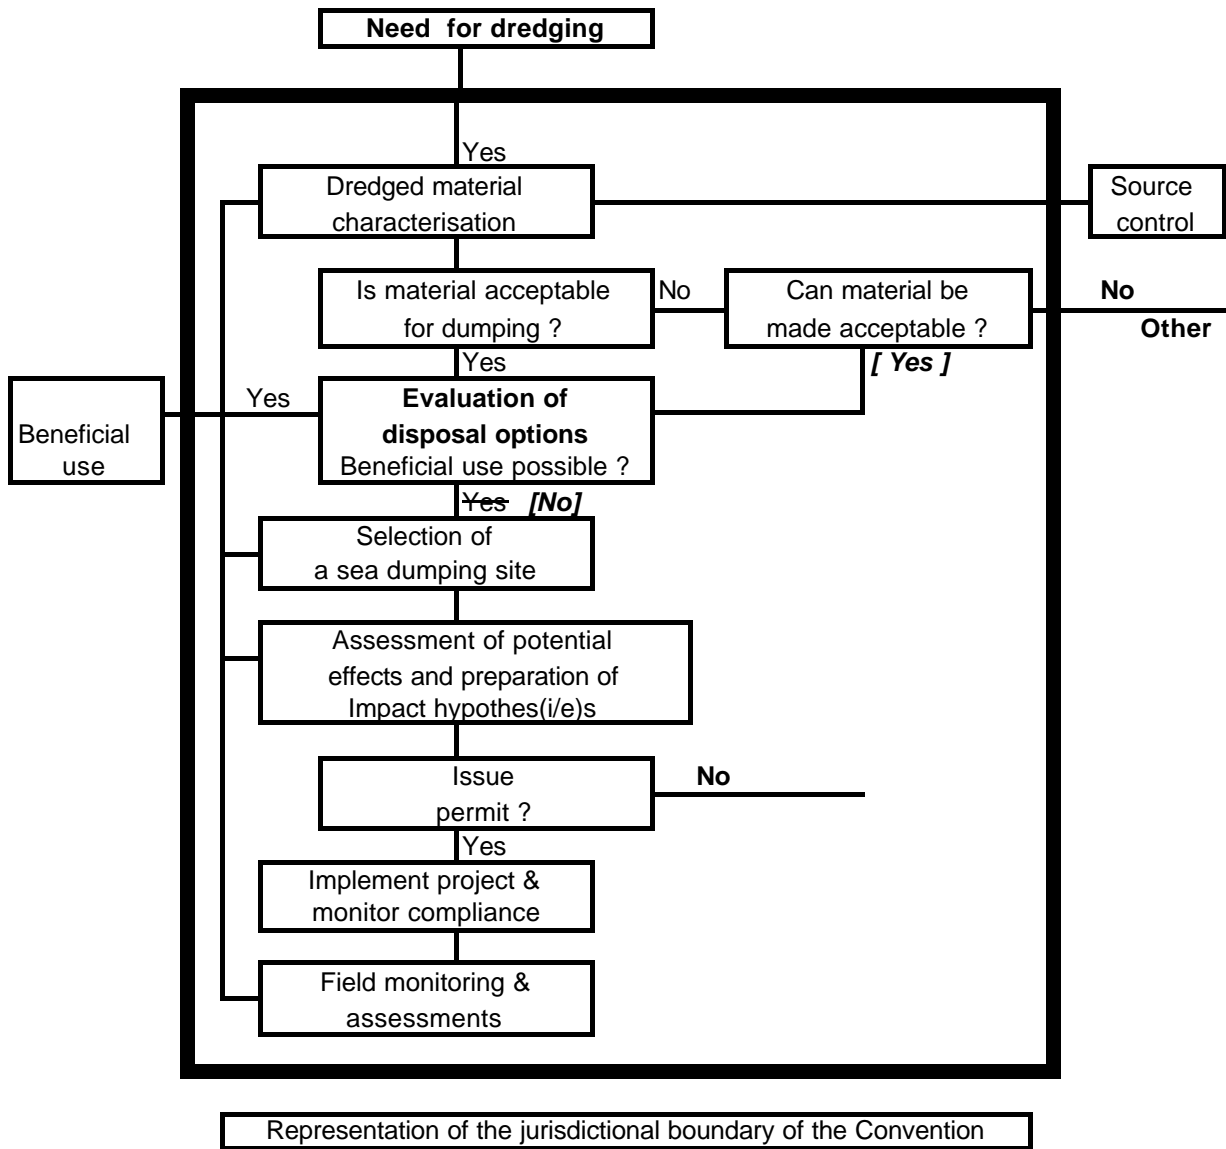 Need for dredging
Yes
Dredged material
characterisation
Source
control
Is material acceptable
for dumping ?
No
Can material be
made acceptable ?
No
Other
Yes
[ Yes ]
Beneficial
use
Yes
Evaluation of
disposal options
Beneficial use possible ?
Yes [No]
Selection of
a sea dumping site
Assessment of potential
effects and preparation of
Impact hypothes(i/e)s
Issue
permit ?
No
Yes
Implement project &
monitor compliance
Field monitoring &
assessments
Representation of the jurisdictional boundary of the Convention